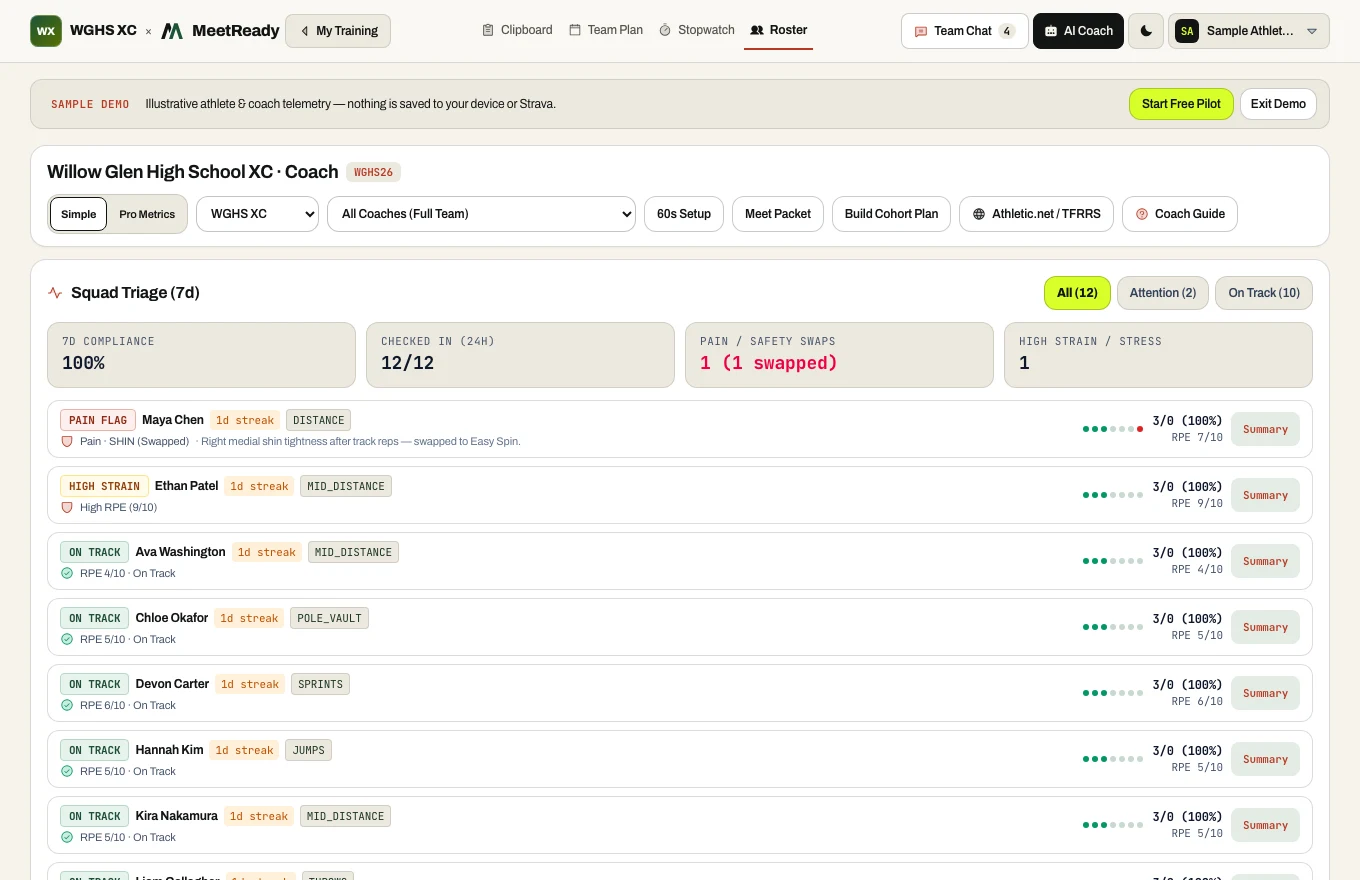 WX WGHS XC × MeetReady My Training Clipboard Team Plan Stopwatch Roster Team Chat 4 AI Coach SA Sample Athlet...
SAMPLE DEMO Illustrative athlete & coach telemetry — nothing is saved to your device or Strava. Start Free Pilot Exit Demo
Willow Glen High School XC · Coach WGHS26
Simple Pro Metrics WGHS XC All Coaches (Full Team) 60s Setup Meet Packet Build Cohort Plan Athletic.net / TFRRS Coach Guide
Squad Triage (7d) All (12) Attention (2) On Track (10)
7D COMPLIANCE CHECKED IN (24H) PAIN / SAFETY SWAPS HIGH STRAIN / STRESS
100% 12/12 1 (1 swapped) 1
PAIN FLAG Maya Chen 1d streak DISTANCE 3/0 (100%)
Pain · SHIN (Swapped) · Right medial shin tightness after track reps — swapped to Easy Spin. RPE 7/10 Summary
HIGH STRAIN Ethan Patel 1d streak MID_DISTANCE 3/0 (100%)
High RPE (9/10) RPE 9/10 Summary
ON TRACK Ava Washington 1d streak MID_DISTANCE 3/0 (100%)
RPE 4/10 · On Track RPE 4/10 Summary
ON TRACK Chloe Okafor 1d streak POLE_VAULT 3/0 (100%)
RPE 5/10 · On Track RPE 5/10 Summary
ON TRACK Devon Carter 1d streak SPRINTS 3/0 (100%)
RPE 6/10 · On Track RPE 6/10 Summary
ON TRACK Hannah Kim 1d streak JUMPS 3/0 (100%)
RPE 5/10 · On Track RPE 5/10 Summary
ON TRACK Kira Nakamura 1d streak MID_DISTANCE 3/0 (100%)
RPE 5/10 · On Track RPE 5/10 Summary